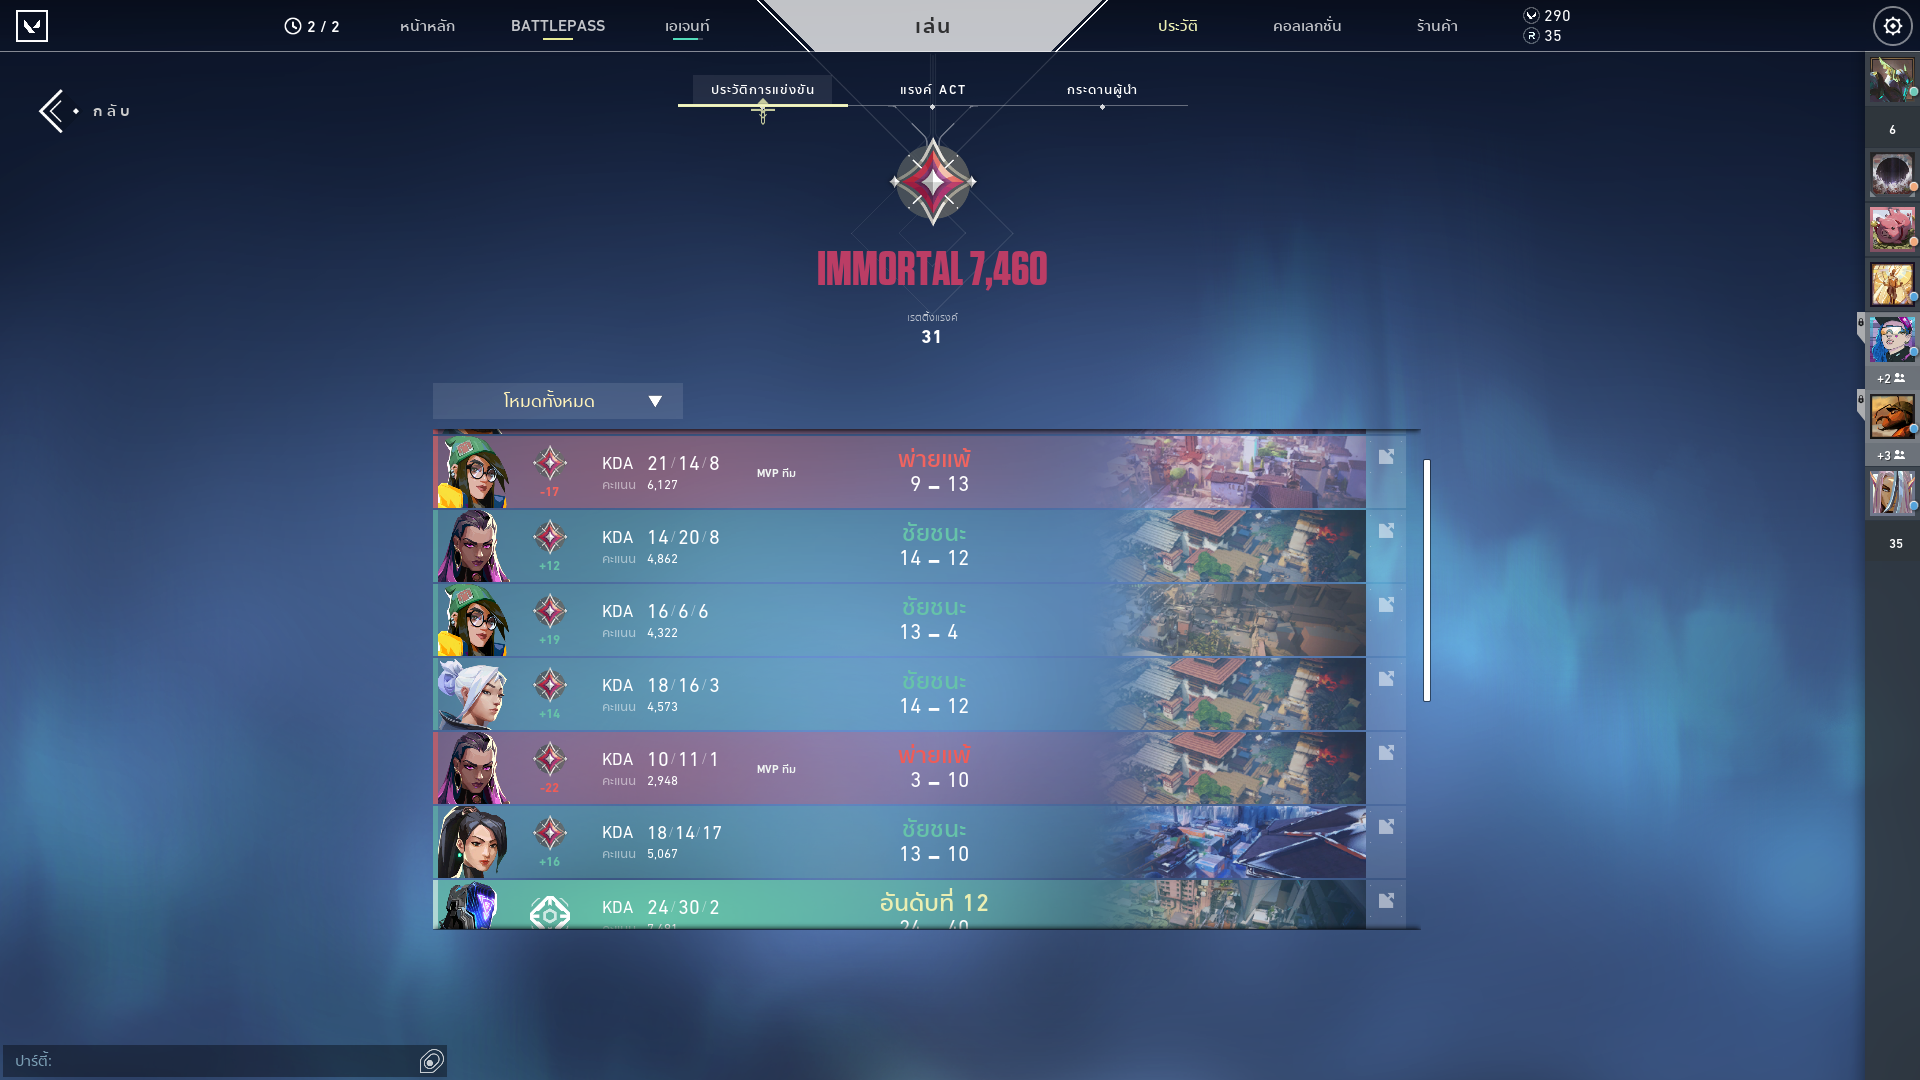 2 / 2
หน้าหลัก
BATTLEPASS
เอเจนท์
เล่น
ประวัติ
คอลเลกชั่น
ร้านค้า
290
35
กลับ
ประวัติการแข่งขัน
แรงค์ ACT
กระดานผู้นำ
IMMORTAL 7,460
เรตติ้งแรงค์
31
โหมดทั้งหมด
-17
KDA 21/14/8
คะแนน 6,127
MVP ทีม
พ่ายแพ้
9 – 13
+12
KDA 14/20/8
คะแนน 4,862
ชัยชนะ
14 – 12
+19
KDA 16/6/6
คะแนน 4,322
ชัยชนะ
13 – 4
+14
KDA 18/16/3
คะแนน 4,573
ชัยชนะ
14 – 12
-22
KDA 10/11/1
คะแนน 2,948
MVP ทีม
พ่ายแพ้
3 – 10
+16
KDA 18/14/17
คะแนน 5,067
ชัยชนะ
13 – 10
KDA 24/30/2
อันดับที่ 12
24 – 40
6
+2
+3
35
ปาร์ตี้: